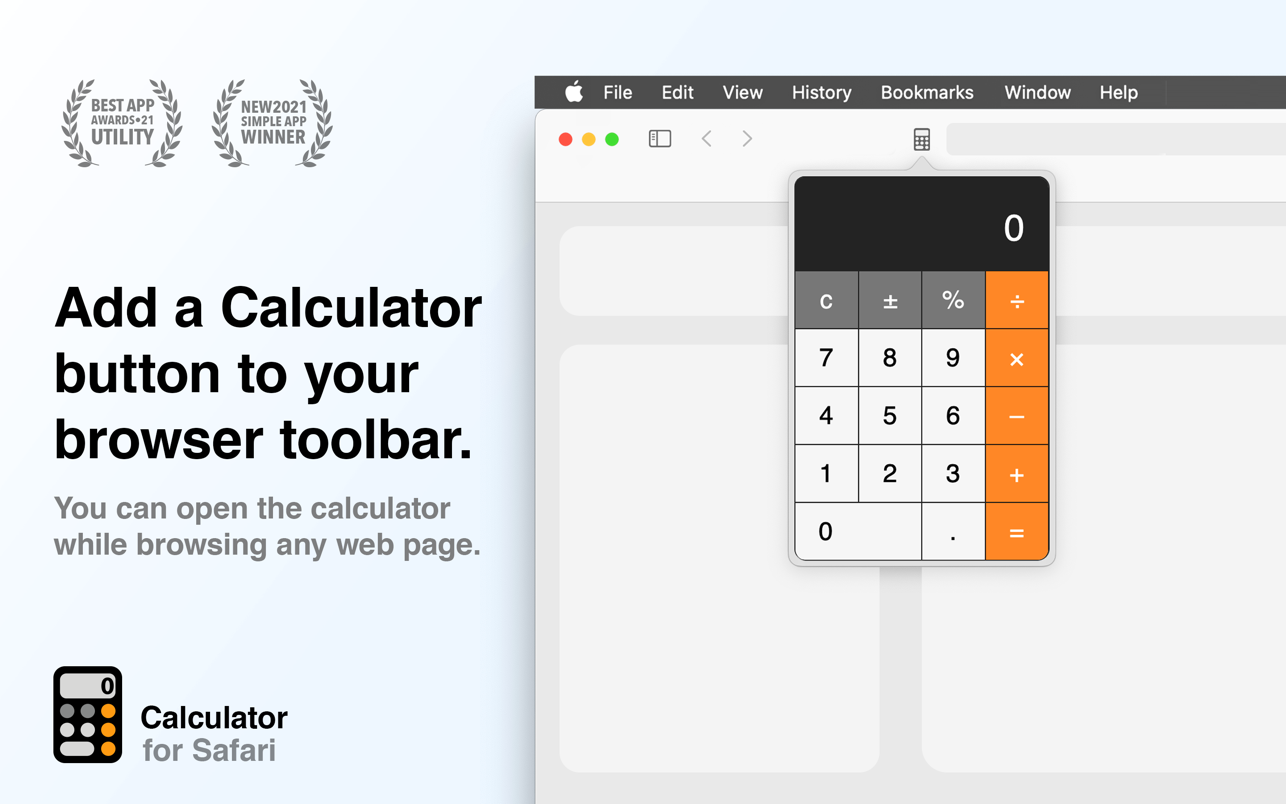 BEST APP
AWARDS•21
UTILITY
NEW2021
SIMPLE APP
WINNER
Add a Calculator
button to your
browser toolbar.
You can open the calculator
while browsing any web page.
0
Calculator
for Safari
File Edit View History Bookmarks Window Help
0
c ± % ÷
7 8 9 ×
4 5 6 −
1 2 3 +
0 . =